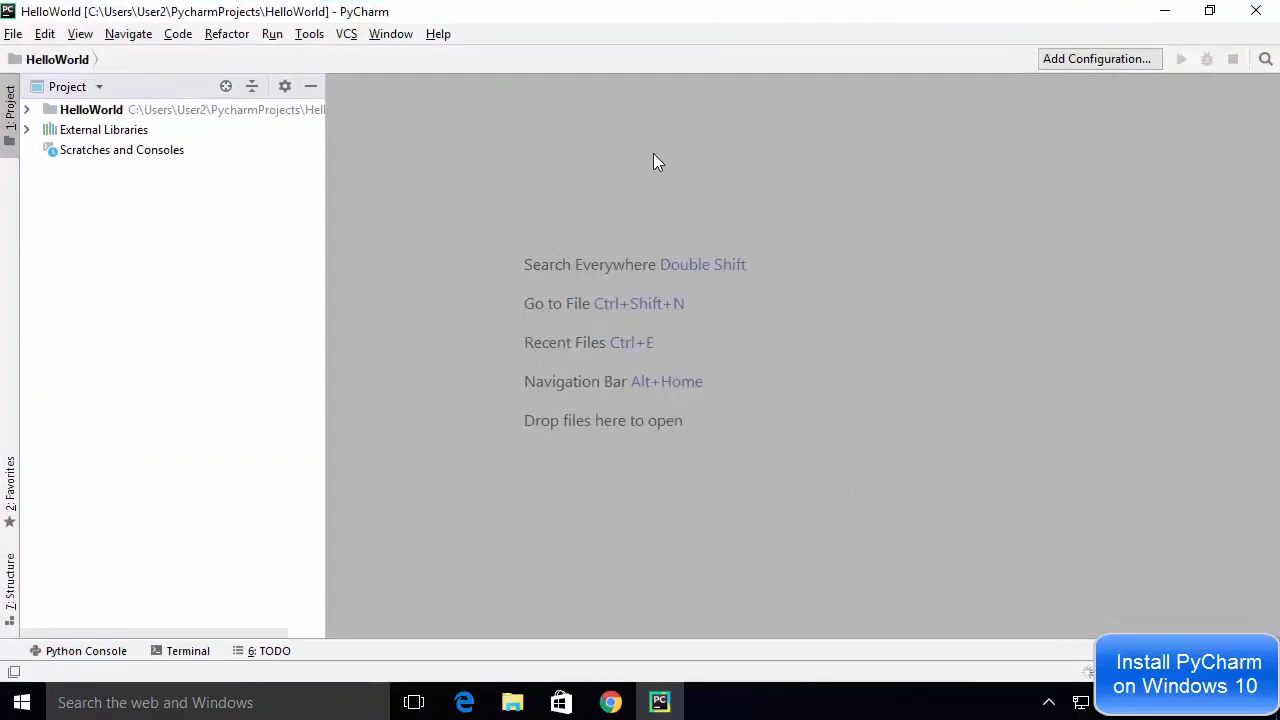 HelloWorld [C:\Users\User2\PycharmProjects\HelloWorld] - PyCharm
File Edit View Navigate Code Refactor Run Tools VCS Window Help
HelloWorld
Add Configuration...
Project
1: Project
HelloWorld C:\Users\User2\PycharmProjects\Hell
External Libraries
Scratches and Consoles
Search Everywhere Double Shift
Go to File Ctrl+Shift+N
Recent Files Ctrl+E
Navigation Bar Alt+Home
Drop files here to open
2: Favorites
7: Structure
Python Console Terminal 6: TODO
Install PyCharm
on Windows 10
Search the web and Windows